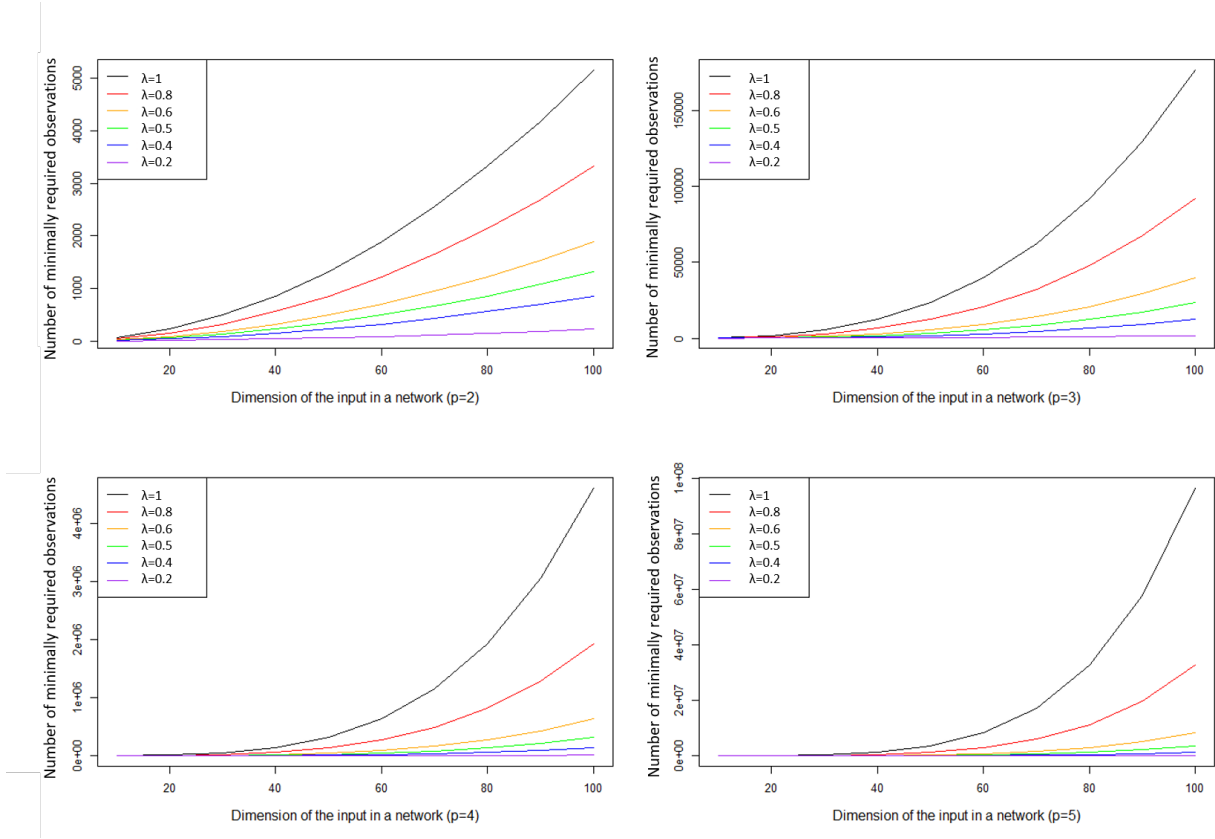 Number of minimally required observations
5000
4000
3000
2000
1000
0
λ=1
λ=0.8
λ=0.6
λ=0.5
λ=0.4
λ=0.2
20
40
60
80
100
Dimension of the input in a network (p=2)
Number of minimally required observations
150000
100000
50000
0
λ=1
λ=0.8
λ=0.6
λ=0.5
λ=0.4
λ=0.2
20
40
60
80
100
Dimension of the input in a network (p=3)
Number of minimally required observations
4e+06
3e+06
2e+06
1e+06
0e+00
λ=1
λ=0.8
λ=0.6
λ=0.5
λ=0.4
λ=0.2
20
40
60
80
100
Dimension of the input in a network (p=4)
Number of minimally required observations
1e+08
8e+07
6e+07
4e+07
2e+07
0e+00
λ=1
λ=0.8
λ=0.6
λ=0.5
λ=0.4
λ=0.2
20
40
60
80
100
Dimension of the input in a network (p=5)